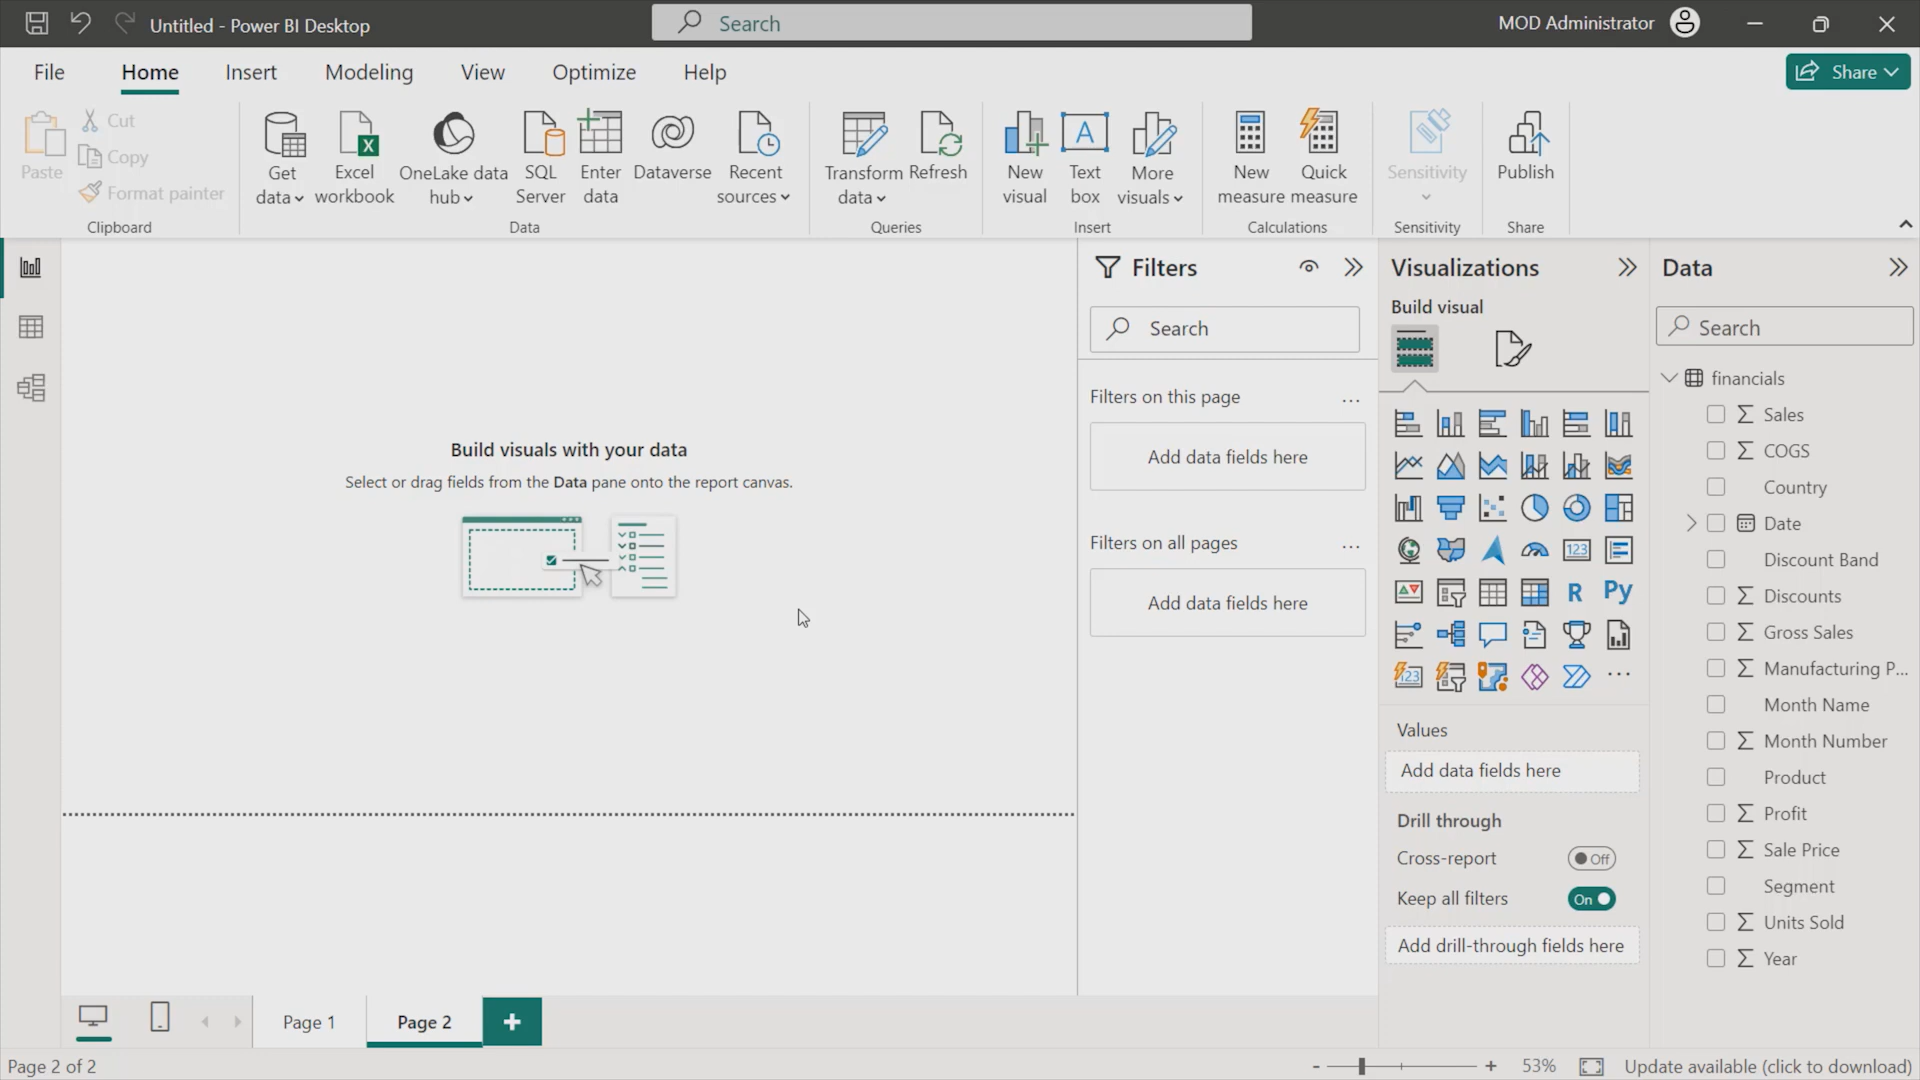 Untitled - Power BI Desktop
Search
MOD Administrator
File
Home
Insert
Modeling
View
Optimize
Help
Share
Paste
Cut
Copy
Format painter
Clipboard
Get
data
Excel
workbook
OneLake data
hub
SQL
Server
Enter
data
Dataverse
Recent
sources
Data
Transform
data
Refresh
Queries
New
visual
Text
box
More
visuals
Insert
New
measure
Quick
measure
Calculations
Sensitivity
Sensitivity
Publish
Share
Build visuals with your data
Select or drag fields from the Data pane onto the report canvas.
Filters
Search
Filters on this page
...
Add data fields here
Filters on all pages
...
Add data fields here
Visualizations
Build visual
123
R
Py
123
...
Values
Add data fields here
Drill through
Cross-report
Off
Keep all filters
On
Add drill-through fields here
Data
Search
financials
Σ Sales
Σ COGS
Country
Date
Discount Band
Σ Discounts
Σ Gross Sales
Σ Manufacturing P...
Month Name
Σ Month Number
Product
Σ Profit
Σ Sale Price
Segment
Σ Units Sold
Σ Year
Page 1
Page 2
+
Page 2 of 2
- + 53%
Update available (click to download)